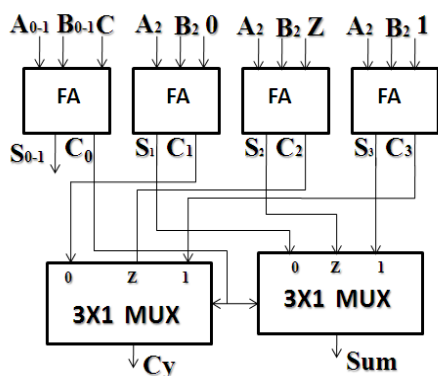 A0-1 B0-1 C A2 B2 0 A2 B2 Z A2 B2 1
FA FA FA FA
S0-1 C0 S1 C1 S2 C2 S3 C3
0 Z 1 0 Z 1
3X1 MUX 3X1 MUX
Cy Sum